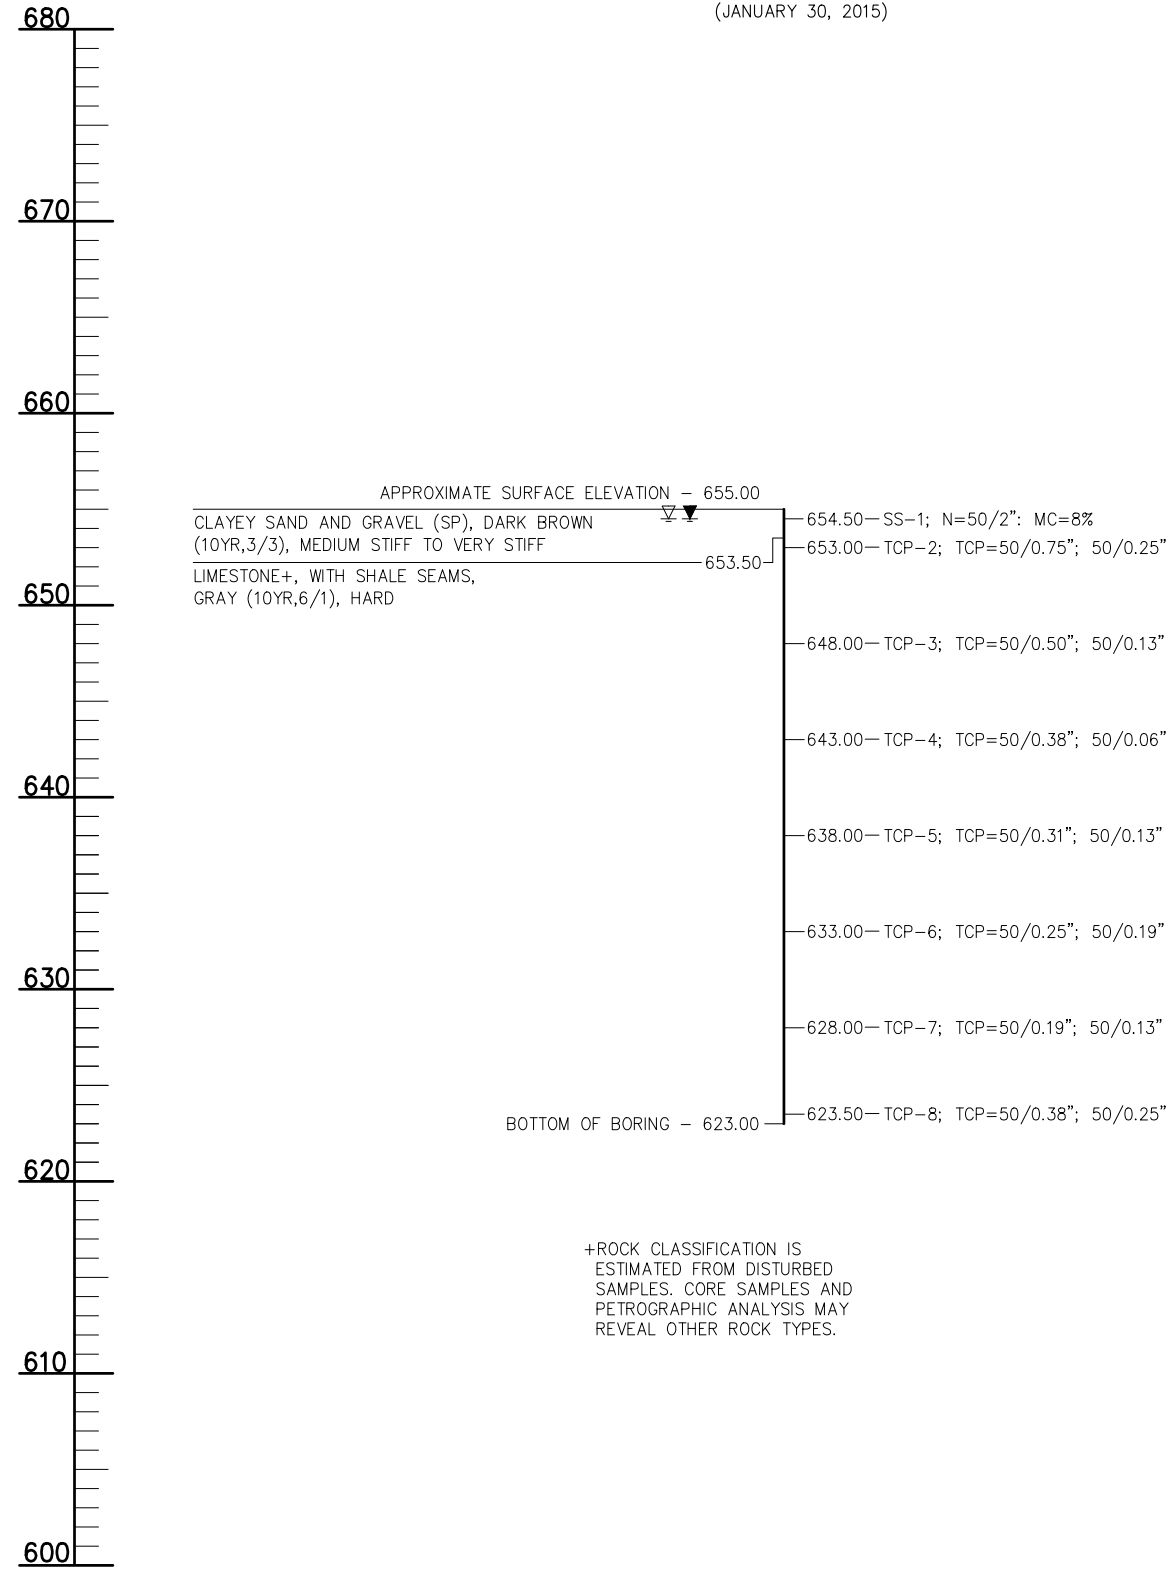 (JANUARY 30, 2015)
680
670
660
APPROXIMATE SURFACE ELEVATION – 655.00
CLAYEY SAND AND GRAVEL (SP), DARK BROWN
(10YR,3/3), MEDIUM STIFF TO VERY STIFF
654.50—SS–1; N=50/2": MC=8%
653.00—TCP–2; TCP=50/0.75"; 50/0.25"
653.50
LIMESTONE+, WITH SHALE SEAMS,
GRAY (10YR,6/1), HARD
650
648.00—TCP–3; TCP=50/0.50"; 50/0.13"
643.00—TCP–4; TCP=50/0.38"; 50/0.06"
640
638.00—TCP–5; TCP=50/0.31"; 50/0.13"
633.00—TCP–6; TCP=50/0.25"; 50/0.19"
630
628.00—TCP–7; TCP=50/0.19"; 50/0.13"
623.50—TCP–8; TCP=50/0.38"; 50/0.25"
BOTTOM OF BORING – 623.00
620
+ROCK CLASSIFICATION IS
ESTIMATED FROM DISTURBED
SAMPLES. CORE SAMPLES AND
PETROGRAPHIC ANALYSIS MAY
REVEAL OTHER ROCK TYPES.
610
600